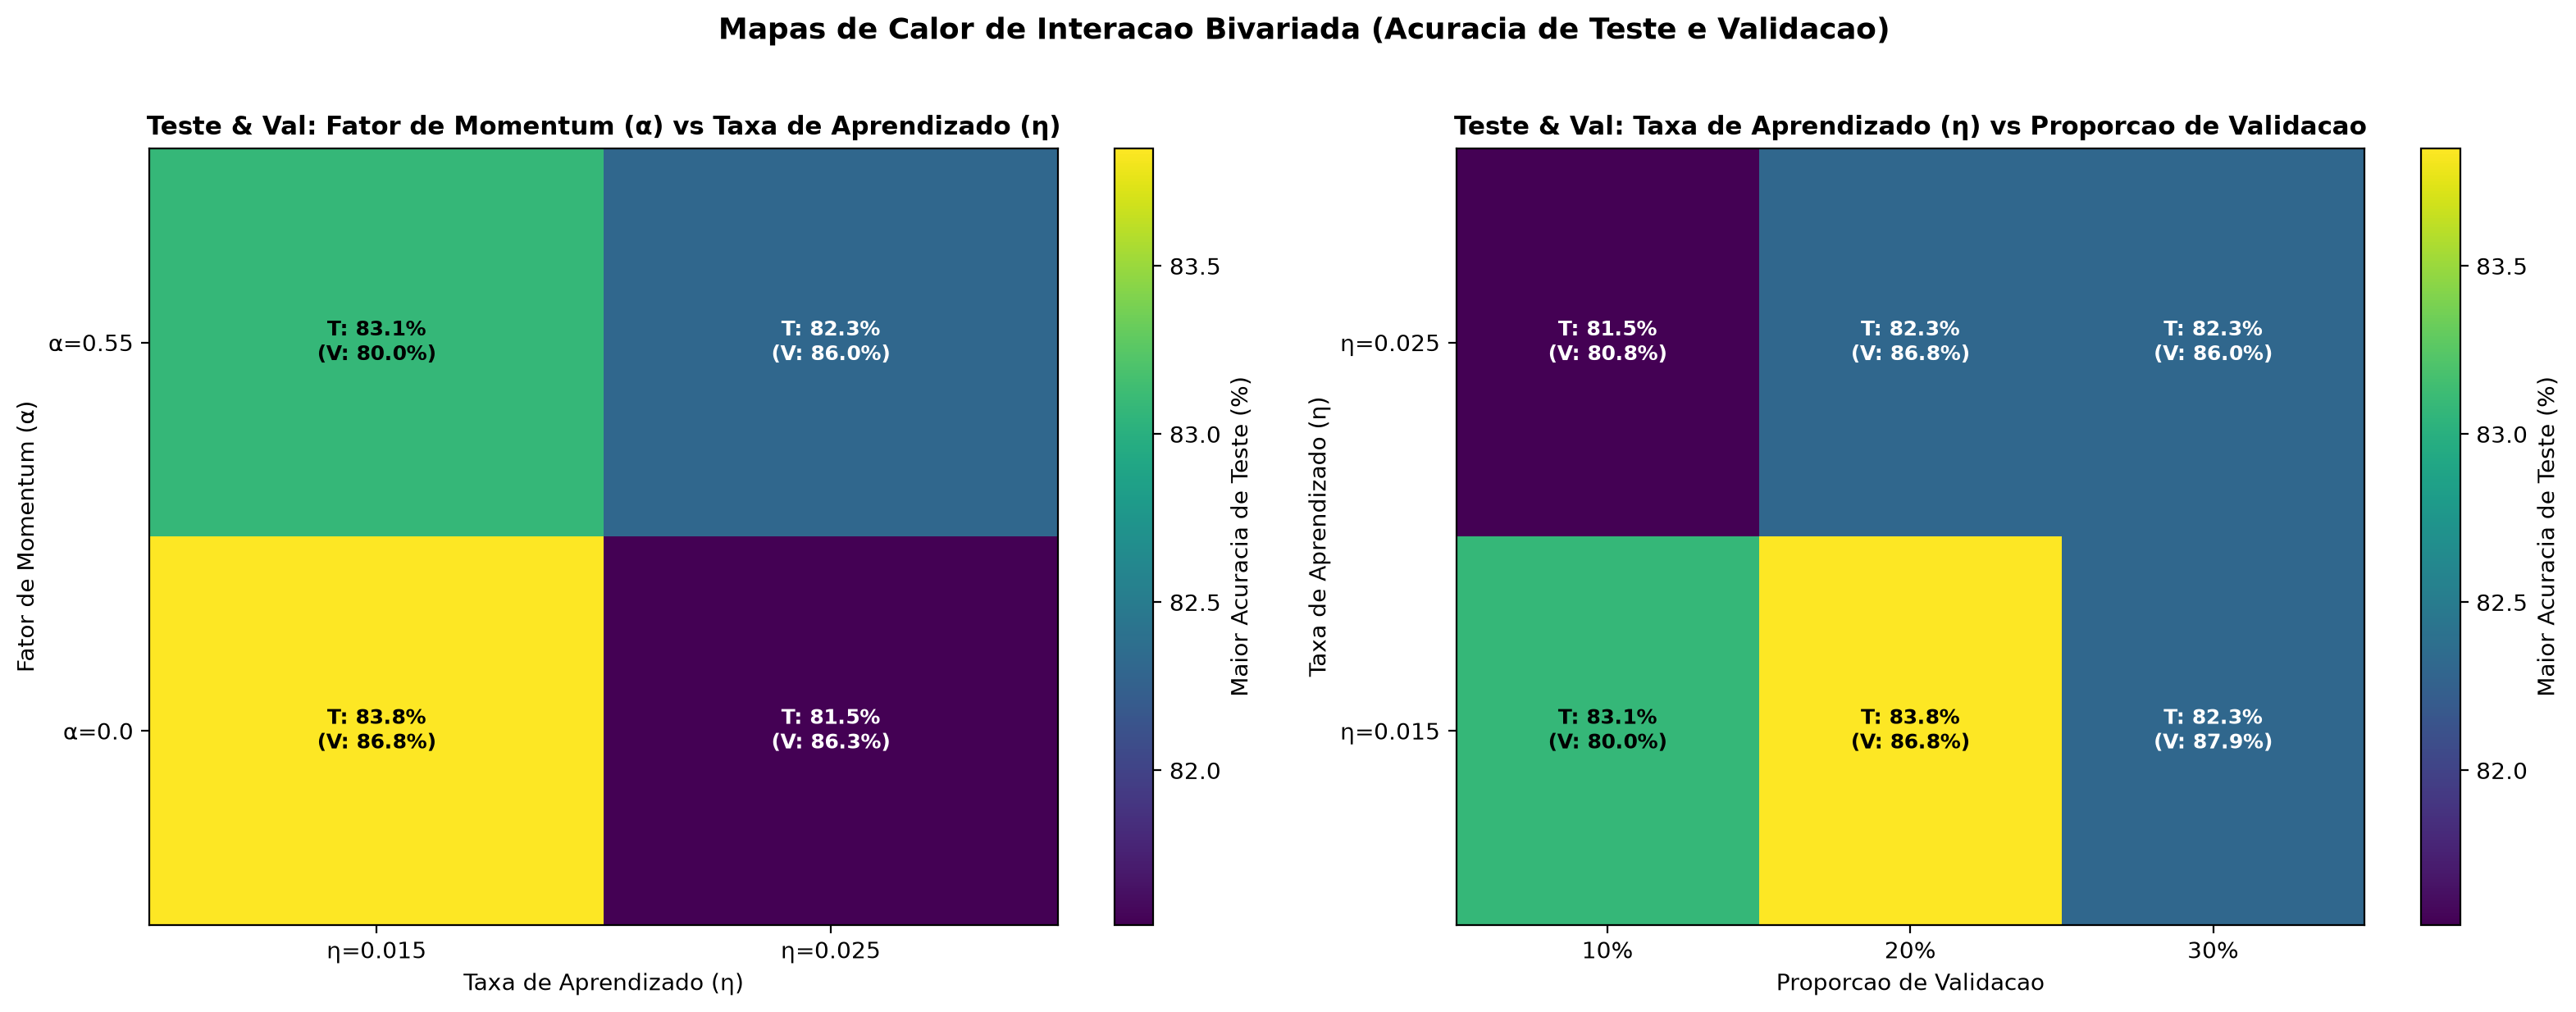 Mapas de Calor de Interacao Bivariada (Acuracia de Teste e Validacao)
Teste & Val: Fator de Momentum (α) vs Taxa de Aprendizado (η)
Fator de Momentum (α)
α=0.55
α=0.0
T: 83.1%
(V: 80.0%)
T: 82.3%
(V: 86.0%)
T: 83.8%
(V: 86.8%)
T: 81.5%
(V: 86.3%)
η=0.015
η=0.025
Taxa de Aprendizado (η)
83.5
83.0
82.5
82.0
Maior Acuracia de Teste (%)
Teste & Val: Taxa de Aprendizado (η) vs Proporcao de Validacao
Taxa de Aprendizado (η)
η=0.025
η=0.015
T: 81.5%
(V: 80.8%)
T: 82.3%
(V: 86.8%)
T: 82.3%
(V: 86.0%)
T: 83.1%
(V: 80.0%)
T: 83.8%
(V: 86.8%)
T: 82.3%
(V: 87.9%)
10%
20%
30%
Proporcao de Validacao
83.5
83.0
82.5
82.0
Maior Acuracia de Teste (%)